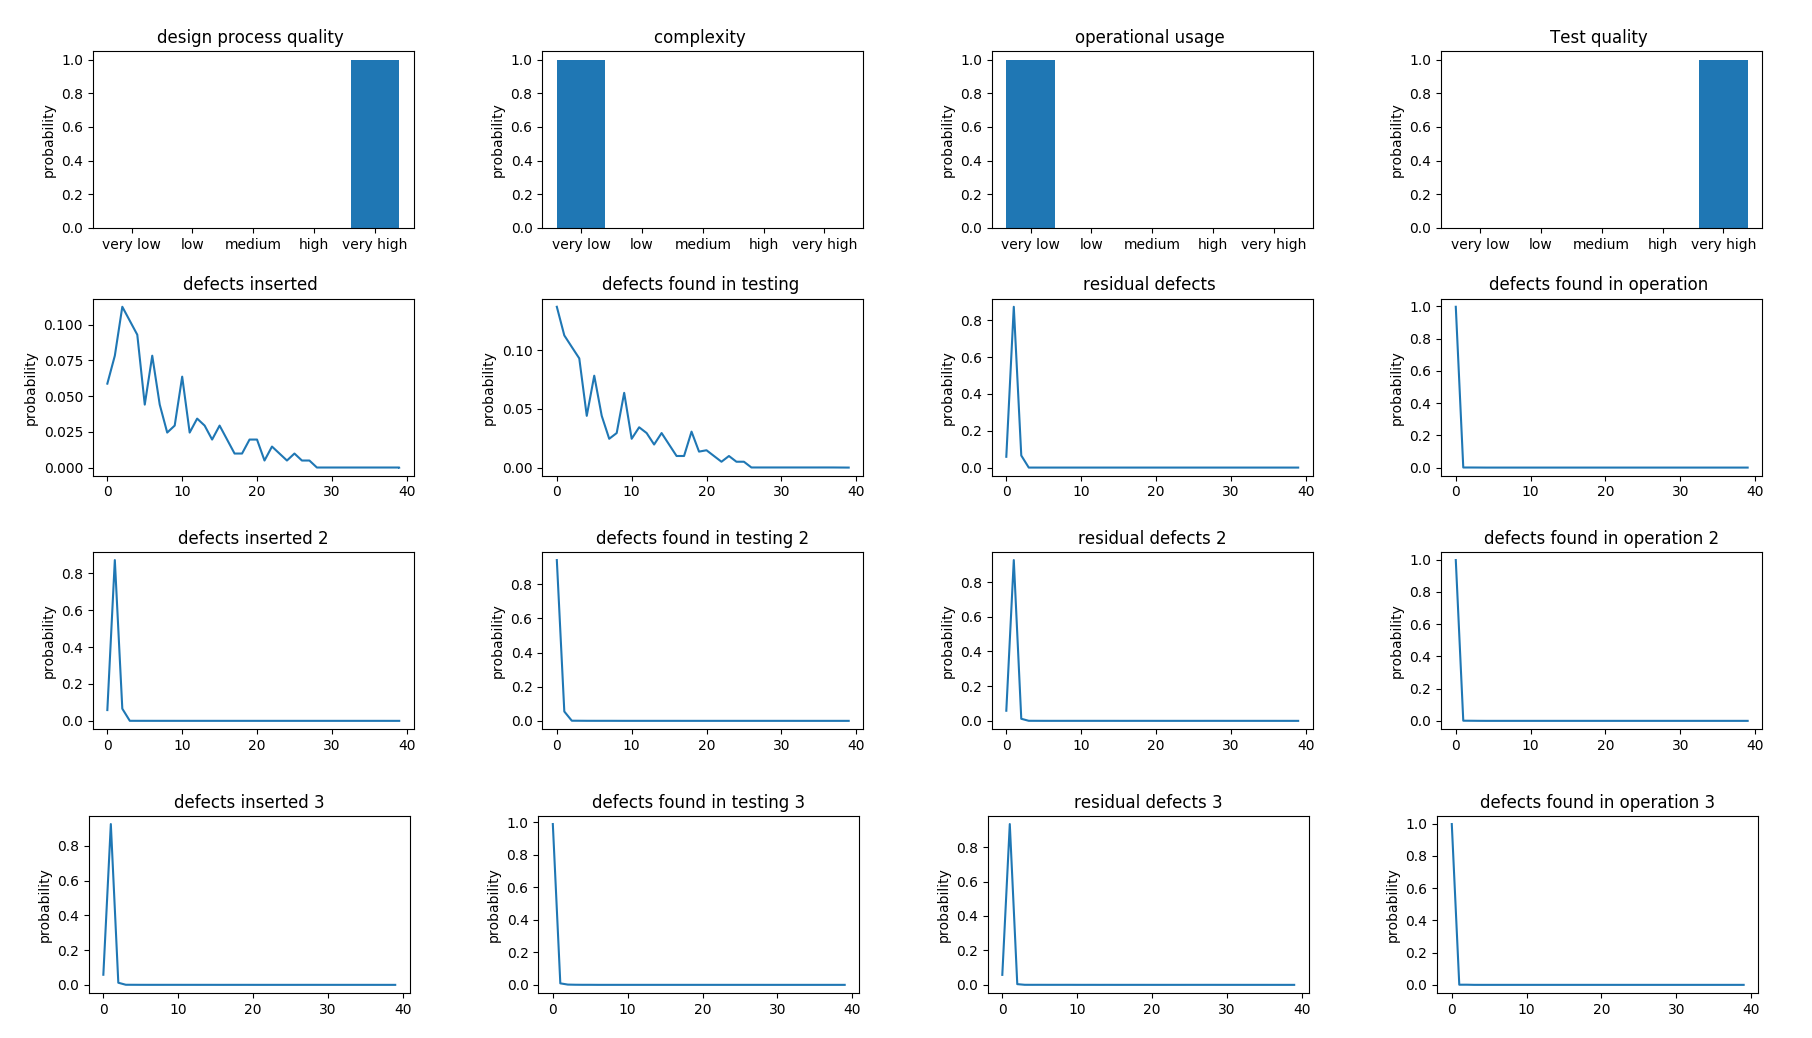 design process quality
complexity
operational usage
Test quality
probability
1.0
0.8
0.6
0.4
0.2
0.0
very low low medium high very high
probability
1.0
0.8
0.6
0.4
0.2
0.0
very low low medium high very high
probability
1.0
0.8
0.6
0.4
0.2
0.0
very low low medium high very high
probability
1.0
0.8
0.6
0.4
0.2
0.0
very low low medium high very high
defects inserted
defects found in testing
residual defects
defects found in operation
probability
0.100
0.075
0.050
0.025
0.000
0 10 20 30 40
probability
0.10
0.05
0.00
0 10 20 30 40
probability
0.8
0.6
0.4
0.2
0.0
0 10 20 30 40
probability
1.0
0.8
0.6
0.4
0.2
0.0
0 10 20 30 40
defects inserted 2
defects found in testing 2
residual defects 2
defects found in operation 2
probability
0.8
0.6
0.4
0.2
0.0
0 10 20 30 40
probability
0.8
0.6
0.4
0.2
0.0
0 10 20 30 40
probability
0.8
0.6
0.4
0.2
0.0
0 10 20 30 40
probability
1.0
0.8
0.6
0.4
0.2
0.0
0 10 20 30 40
defects inserted 3
defects found in testing 3
residual defects 3
defects found in operation 3
probability
0.8
0.6
0.4
0.2
0.0
0 10 20 30 40
probability
1.0
0.8
0.6
0.4
0.2
0.0
0 10 20 30 40
probability
0.8
0.6
0.4
0.2
0.0
0 10 20 30 40
probability
1.0
0.8
0.6
0.4
0.2
0.0
0 10 20 30 40